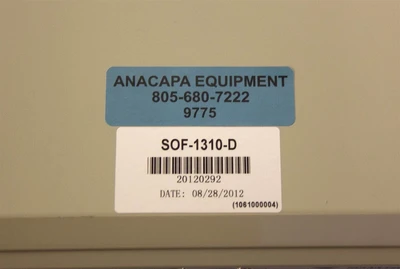 ANACAPA EQUIPMENT
805-680-7222
9775
SOF-1310-D
20120292
DATE: 08/28/2012
(1061000004)